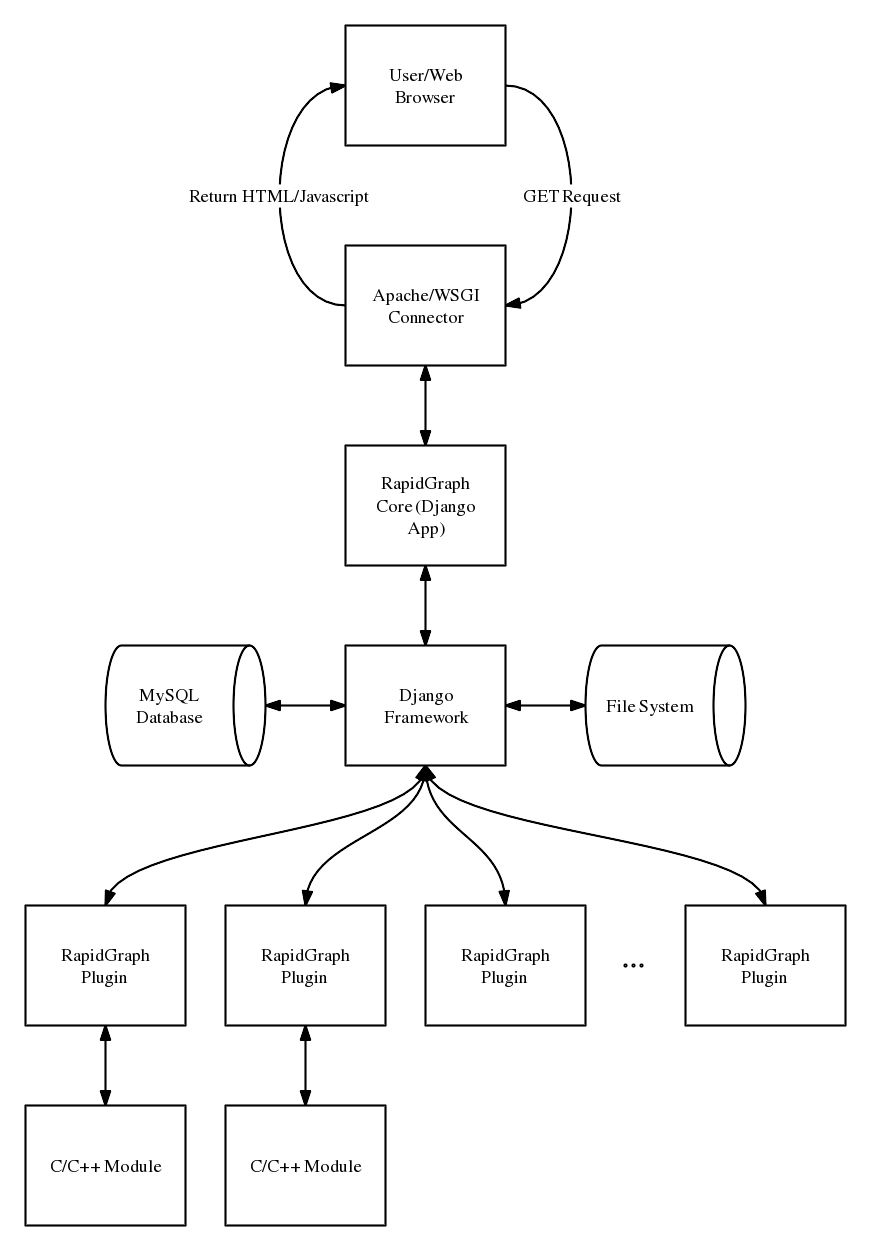 User/Web
Browser
Return HTML/Javascript
GET Request
Apache/WSGI
Connector
RapidGraph
Core (Django
App)
MySQL
Database
Django
Framework
File System
RapidGraph
Plugin
RapidGraph
Plugin
RapidGraph
Plugin
...
RapidGraph
Plugin
C/C++ Module
C/C++ Module